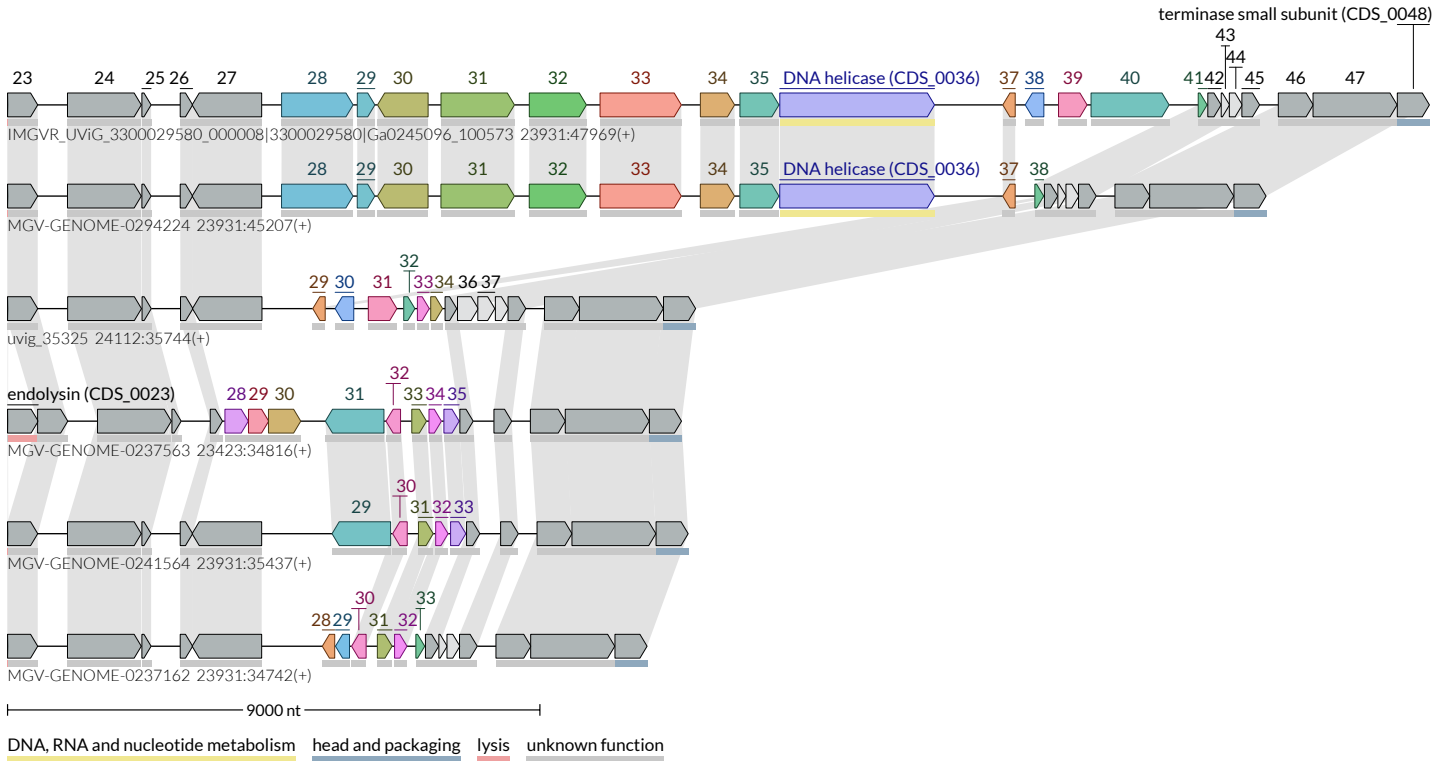 terminase small subunit (CDS_0048)
43
44
23 24 25 26 27 28 29 30 31 32 33 34 35 DNA helicase (CDS_0036) 37 38 39 40 41 42 45 46 47
IMGVR_UViG_3300029580_000008|3300029580|Ga0245096_100573 23931:47969(+)
28 29 30 31 32 33 34 35 DNA helicase (CDS_0036) 37 38
MGV-GENOME-0294224 23931:45207(+)
32
29 30 31 33 34 36 37
uvig_35325 24112:35744(+)
32
endolysin (CDS_0023) 28 29 30 31 33 34 35
MGV-GENOME-0237563 23423:34816(+)
30
29 31 32 33
MGV-GENOME-0241564 23931:35437(+)
30 33
28 29 31 32
MGV-GENOME-0237162 23931:34742(+)
9000 nt
DNA, RNA and nucleotide metabolism head and packaging lysis unknown function